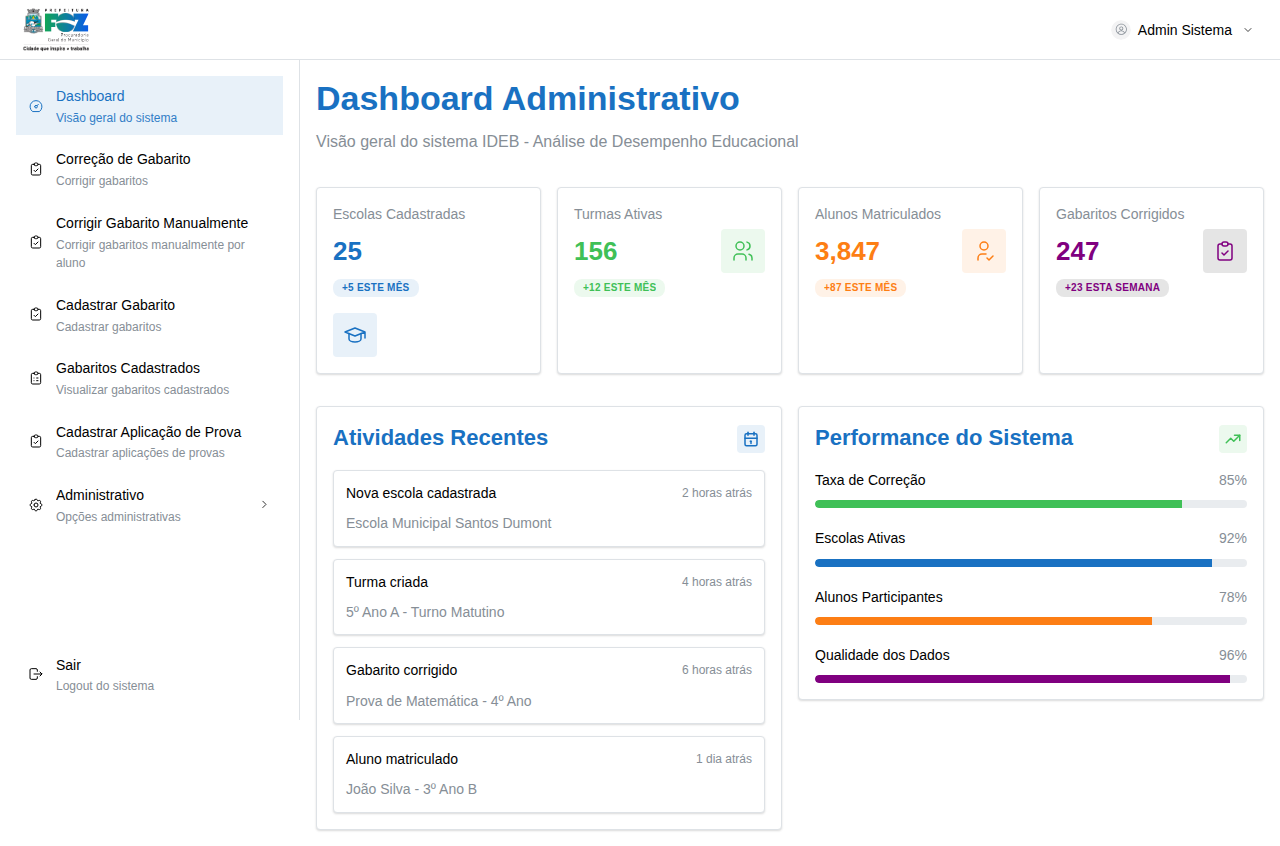 PREFEITURA
FOZ
Procuradoria
Geral do Município
Cidade que inspira e trabalha
Admin Sistema
Dashboard
Visão geral do sistema
Correção de Gabarito
Corrigir gabaritos
Corrigir Gabarito Manualmente
Corrigir gabaritos manualmente por
aluno
Cadastrar Gabarito
Cadastrar gabaritos
Gabaritos Cadastrados
Visualizar gabaritos cadastrados
Cadastrar Aplicação de Prova
Cadastrar aplicações de provas
Administrativo
Opções administrativas
Sair
Logout do sistema
Dashboard Administrativo
Visão geral do sistema IDEB - Análise de Desempenho Educacional
Escolas Cadastradas
25
+5 ESTE MÊS
Turmas Ativas
156
+12 ESTE MÊS
Alunos Matriculados
3,847
+87 ESTE MÊS
Gabaritos Corrigidos
247
+23 ESTA SEMANA
Atividades Recentes
Nova escola cadastrada 2 horas atrás
Escola Municipal Santos Dumont
Turma criada 4 horas atrás
5º Ano A - Turno Matutino
Gabarito corrigido 6 horas atrás
Prova de Matemática - 4º Ano
Aluno matriculado 1 dia atrás
João Silva - 3º Ano B
Performance do Sistema
Taxa de Correção 85%
Escolas Ativas 92%
Alunos Participantes 78%
Qualidade dos Dados 96%